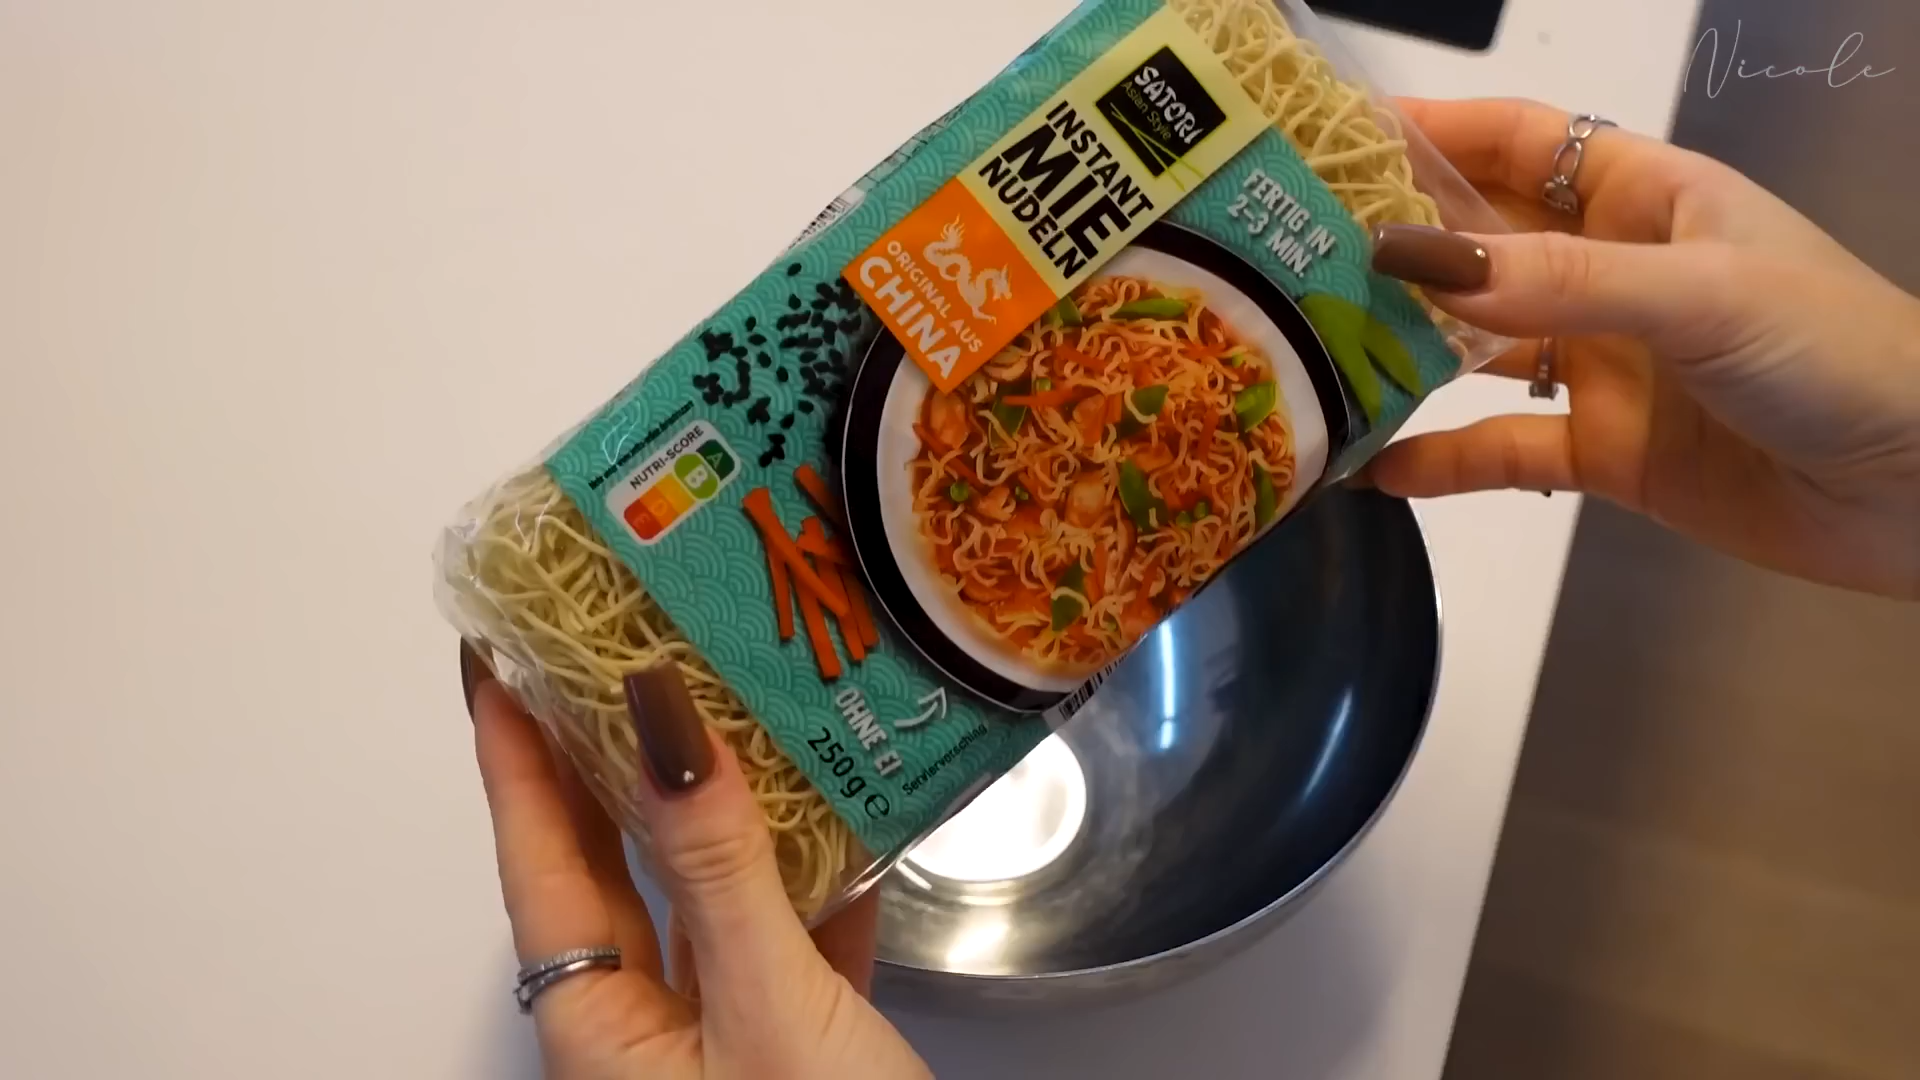 Nicole
SATORI
Asian Style
INSTANT
MIE
NUDELN
FERTIG IN
2-3 MIN.
ORIGINAL AUS
CHINA
NUTRI-SCORE
A
B
D
E
OHNE EI
250g e
Serviervorschlag